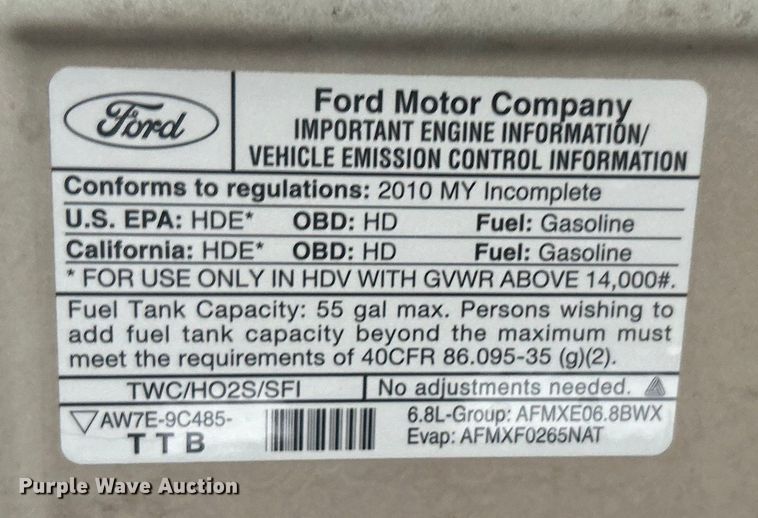 Ford
Ford Motor Company
IMPORTANT ENGINE INFORMATION/
VEHICLE EMISSION CONTROL INFORMATION
Conforms to regulations: 2010 MY Incomplete
U.S. EPA: HDE* OBD: HD Fuel: Gasoline
California: HDE* OBD: HD Fuel: Gasoline
* FOR USE ONLY IN HDV WITH GVWR ABOVE 14,000#.
Fuel Tank Capacity: 55 gal max. Persons wishing to
add fuel tank capacity beyond the maximum must
meet the requirements of 40CFR 86.095-35 (g)(2).
TWC/HO2S/SFI No adjustments needed.
AW7E-9C485- 6.8L-Group: AFMXE06.8BWX
TTB Evap: AFMXF0265NAT
Purple Wave Auction